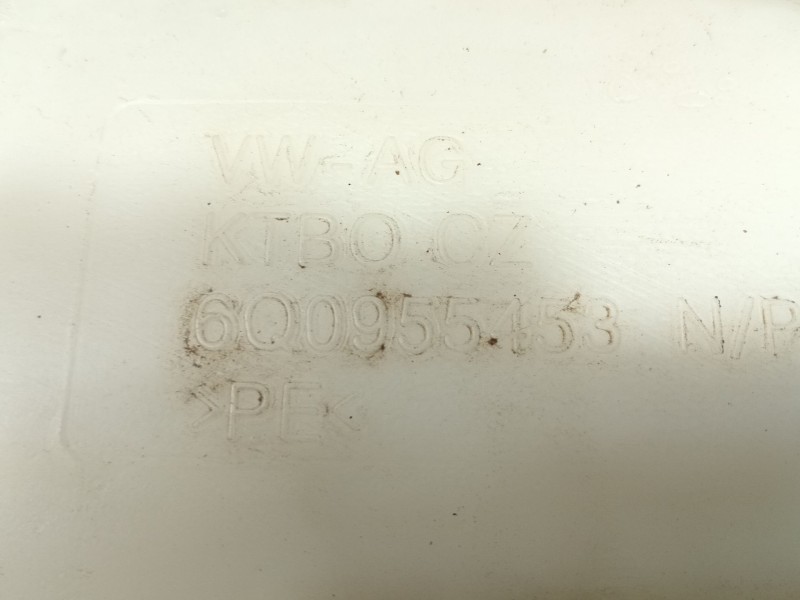 VW-AG
KTBO CZ
6Q0955453 N/P
>PE<